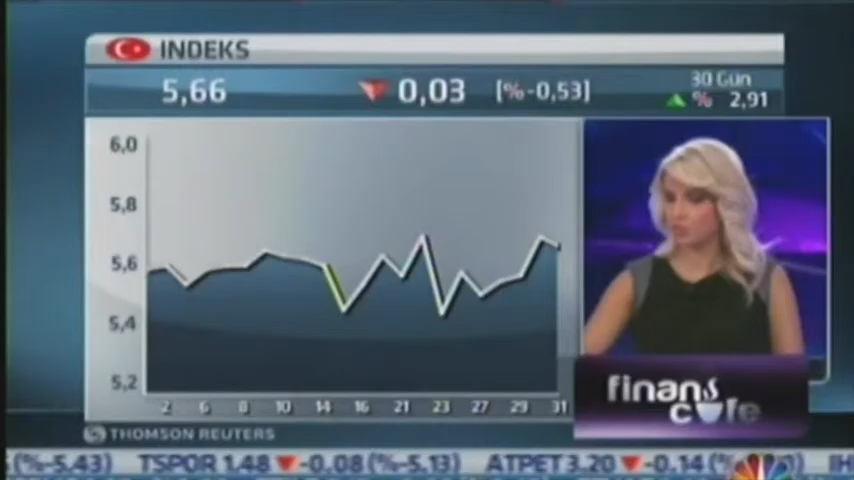 INDEKS
5,66 0,03 [%-0,53]
30 Gün
% 2,91
6,0
5,8
5,6
5,4
5,2
2 6 8 10 14 16 21 23 27 29 31
THOMSON REUTERS
finans
cafe
(%-5.43) TSPOR 1.48 -0.08 (%-5.13) ATPET 3.20 -0.14 (%